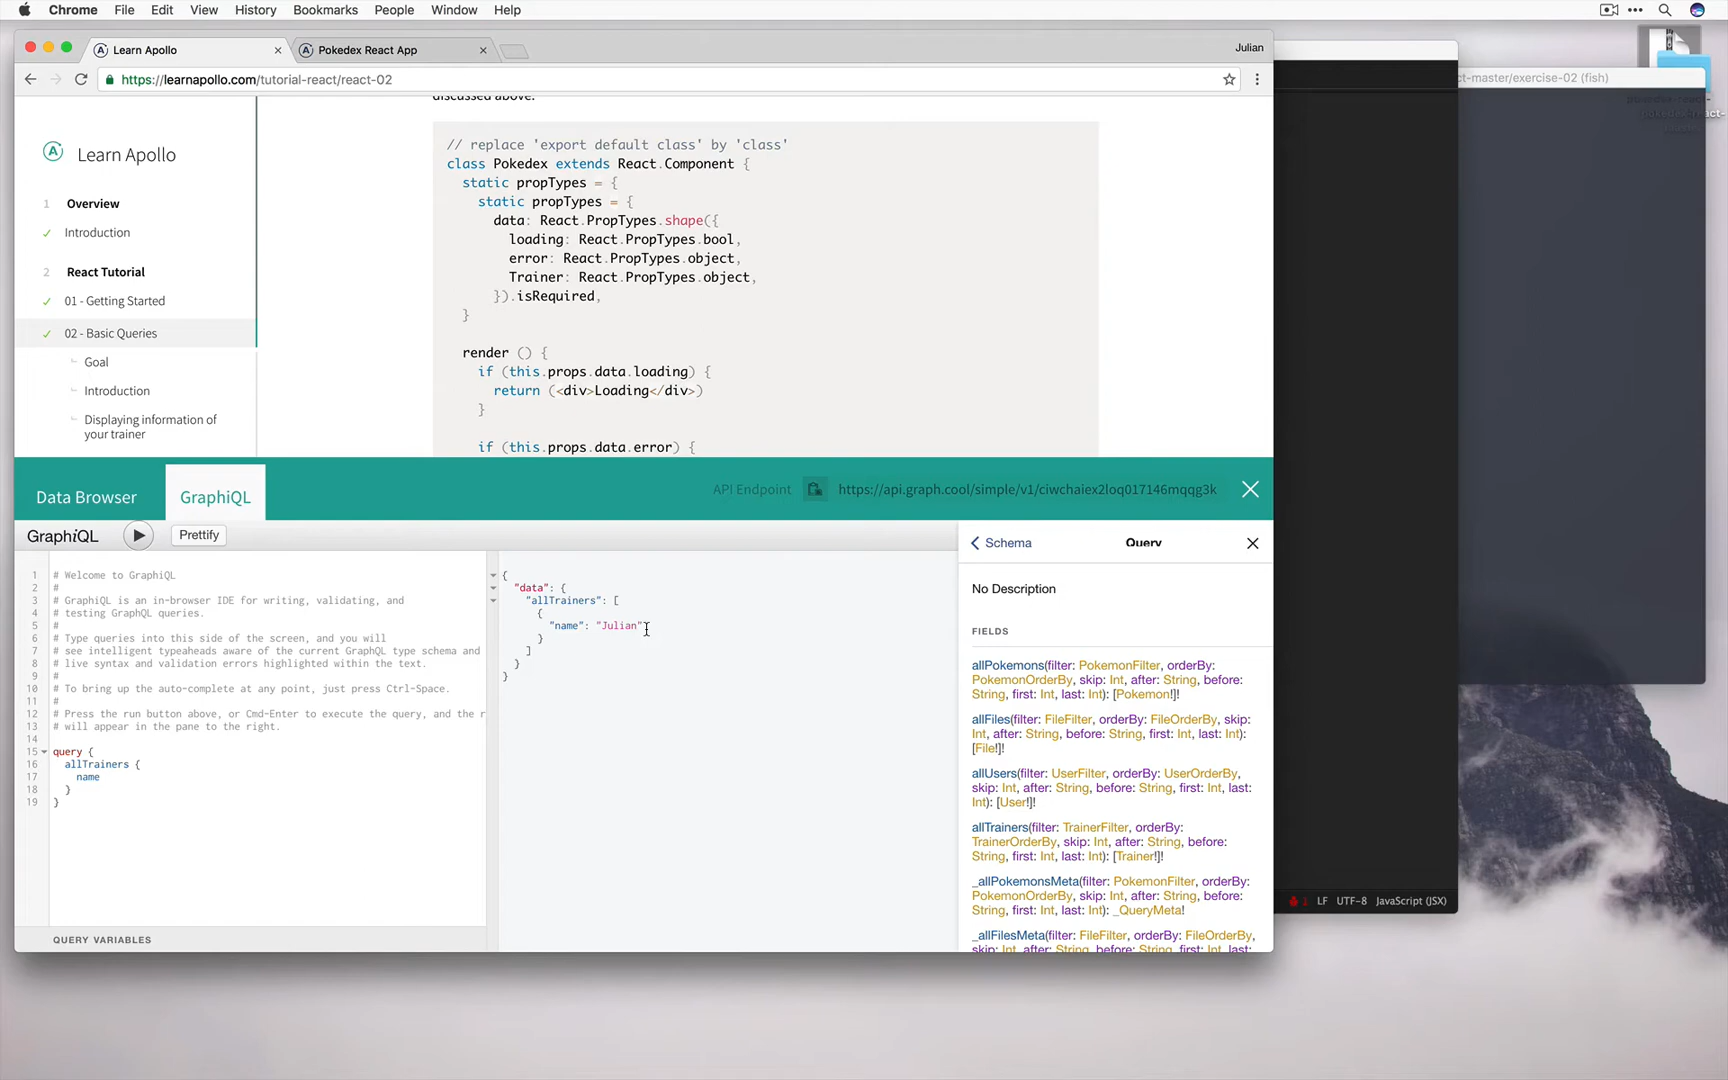 Chrome File Edit View History Bookmarks People Window Help
Learn Apollo
Pokedex React App
Julian
https://learnapollo.com/tutorial-react/react-02
ct-master/exercise-02 (fish)
discussed above.
Learn Apollo
1 Overview
Introduction
2 React Tutorial
01 - Getting Started
02 - Basic Queries
Goal
Introduction
Displaying information of
your trainer
// replace 'export default class' by 'class'
class Pokedex extends React.Component {
static propTypes = {
static propTypes = {
data: React.PropTypes.shape({
loading: React.PropTypes.bool,
error: React.PropTypes.object,
Trainer: React.PropTypes.object,
}).isRequired,
}
render () {
if (this.props.data.loading) {
return (<div>Loading</div>)
}
if (this.props.data.error) {
Data Browser
GraphiQL
API Endpoint
https://api.graph.cool/simple/v1/ciwchaiex2loq017146mqqg3k
GraphiQL
Prettify
1 # Welcome to GraphiQL
2 #
3 # GraphiQL is an in-browser IDE for writing, validating, and
4 # testing GraphQL queries.
5 #
6 # Type queries into this side of the screen, and you will
7 # see intelligent typeaheads aware of the current GraphQL type schema and
8 # live syntax and validation errors highlighted within the text.
9 #
10 # To bring up the auto-complete at any point, just press Ctrl-Space.
11 #
12 # Press the run button above, or Cmd-Enter to execute the query, and the r
13 # will appear in the pane to the right.
14
15 query {
16 allTrainers {
17 name
18 }
19 }
QUERY VARIABLES
{
"data": {
"allTrainers": [
{
"name": "Julian"
}
]
}
}
Schema
Query
No Description
FIELDS
allPokemons(filter: PokemonFilter, orderBy:
PokemonOrderBy, skip: Int, after: String, before:
String, first: Int, last: Int): [Pokemon!]!
allFiles(filter: FileFilter, orderBy: FileOrderBy, skip:
Int, after: String, before: String, first: Int, last: Int):
[File!]!
allUsers(filter: UserFilter, orderBy: UserOrderBy,
skip: Int, after: String, before: String, first: Int, last:
Int): [User!]!
allTrainers(filter: TrainerFilter, orderBy:
TrainerOrderBy, skip: Int, after: String, before:
String, first: Int, last: Int): [Trainer!]!
_allPokemonsMeta(filter: PokemonFilter, orderBy:
PokemonOrderBy, skip: Int, after: String, before:
String, first: Int, last: Int): _QueryMeta!
_allFilesMeta(filter: FileFilter, orderBy: FileOrderBy,
skip: Int, after: String, before: String, first: Int, last:
1 LF UTF-8 JavaScript (JSX)